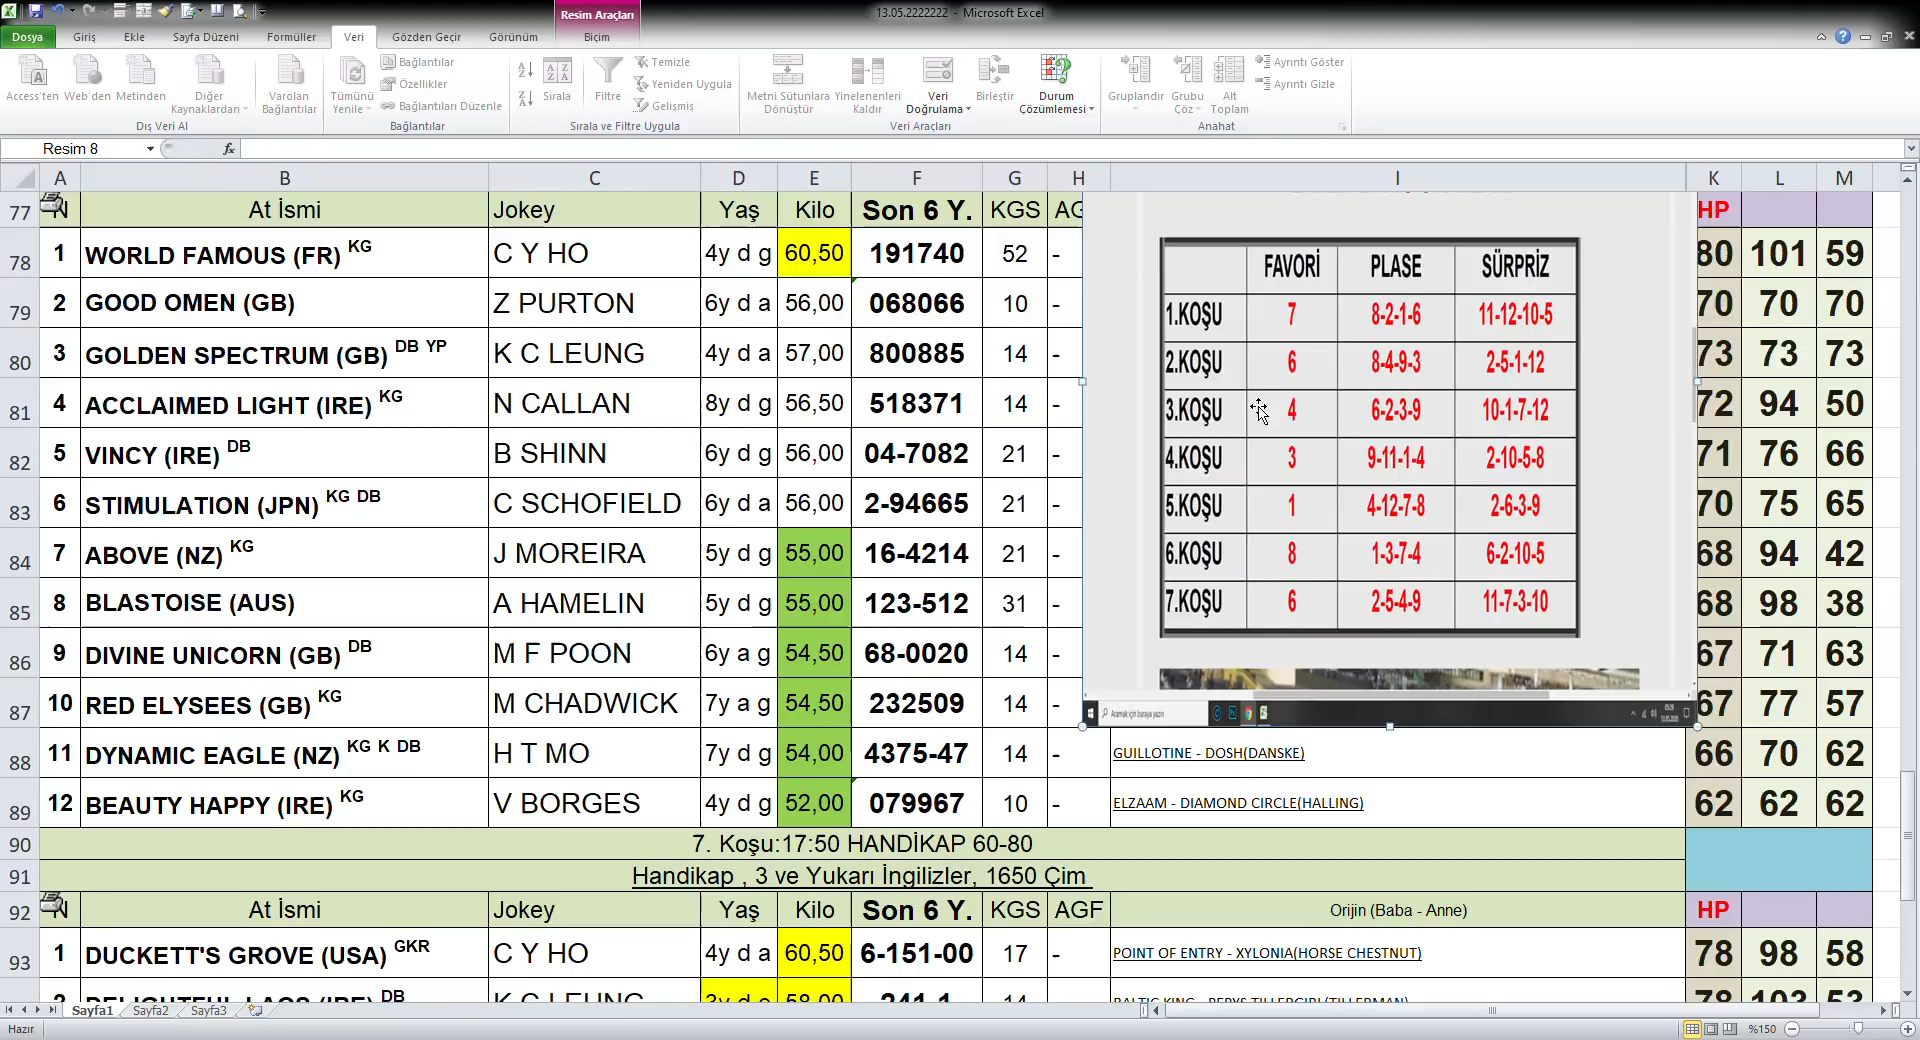 Resim Araçları
13.05.2222222 - Microsoft Excel
Dosya Giriş Ekle Sayfa Düzeni Formüller Veri Gözden Geçir Görünüm Biçim
Access'ten Web'den Metinden Diğer Kaynaklardan Varolan Bağlantılar
Dış Veri Al
Tümünü Yenile Bağlantılar Özellikler Bağlantıları Düzenle
Bağlantılar
Sırala Filtre Temizle Yeniden Uygula Gelişmiş
Sırala ve Filtre Uygula
Metni Sütunlara Dönüştür Yinelenenleri Kaldır Veri Doğrulama Birleştir Durum Çözümlemesi
Veri Araçları
Gruplandır Grubu Çöz Alt Toplam Ayrıntı Göster Ayrıntı Gizle
Anahat
Resim 8 fx
A B C D E F G H I K L M
77 N At İsmi Jokey Yaş Kilo Son 6 Y. KGS HP
78 1 WORLD FAMOUS (FR) KG C Y HO 4y d g 60,50 191740 52 - 80 101 59
79 2 GOOD OMEN (GB) Z PURTON 6y d a 56,00 068066 10 - 70 70 70
80 3 GOLDEN SPECTRUM (GB) DB YP K C LEUNG 4y d a 57,00 800885 14 - 73 73 73
81 4 ACCLAIMED LIGHT (IRE) KG N CALLAN 8y d g 56,50 518371 14 - 72 94 50
82 5 VINCY (IRE) DB B SHINN 6y d g 56,00 04-7082 21 - 71 76 66
83 6 STIMULATION (JPN) KG DB C SCHOFIELD 6y d a 56,00 2-94665 21 - 70 75 65
84 7 ABOVE (NZ) KG J MOREIRA 5y d g 55,00 16-4214 21 - 68 94 42
85 8 BLASTOISE (AUS) A HAMELIN 5y d g 55,00 123-512 31 - 68 98 38
86 9 DIVINE UNICORN (GB) DB M F POON 6y a g 54,50 68-0020 14 - 67 71 63
87 10 RED ELYSEES (GB) KG M CHADWICK 7y a g 54,50 232509 14 - 67 77 57
88 11 DYNAMIC EAGLE (NZ) KG K DB H T MO 7y d g 54,00 4375-47 14 - GUILLOTINE - DOSH(DANSKE) 66 70 62
89 12 BEAUTY HAPPY (IRE) KG V BORGES 4y d g 52,00 079967 10 - ELZAAM - DIAMOND CIRCLE(HALLING) 62 62 62
FAVORİ PLASE SÜRPRİZ
1.KOŞU 7 8-2-1-6 11-12-10-5
2.KOŞU 6 8-4-9-3 2-5-1-12
3.KOŞU 4 6-2-3-9 10-1-7-12
4.KOŞU 3 9-11-1-4 2-10-5-8
5.KOŞU 1 4-12-7-8 2-6-3-9
6.KOŞU 8 1-3-7-4 6-2-10-5
7.KOŞU 6 2-5-4-9 11-7-3-10
Aramak için buraya yazın
90 7. Koşu:17:50 HANDİKAP 60-80
91 Handikap , 3 ve Yukarı İngilizler, 1650 Çim
92 N At İsmi Jokey Yaş Kilo Son 6 Y. KGS AGF Orijin (Baba - Anne) HP
93 1 DUCKETT'S GROVE (USA) GKR C Y HO 4y d a 60,50 6-151-00 17 - POINT OF ENTRY - XYLONIA(HORSE CHESTNUT) 78 98 58
Sayfa1 Sayfa2 Sayfa3
Hazır %150